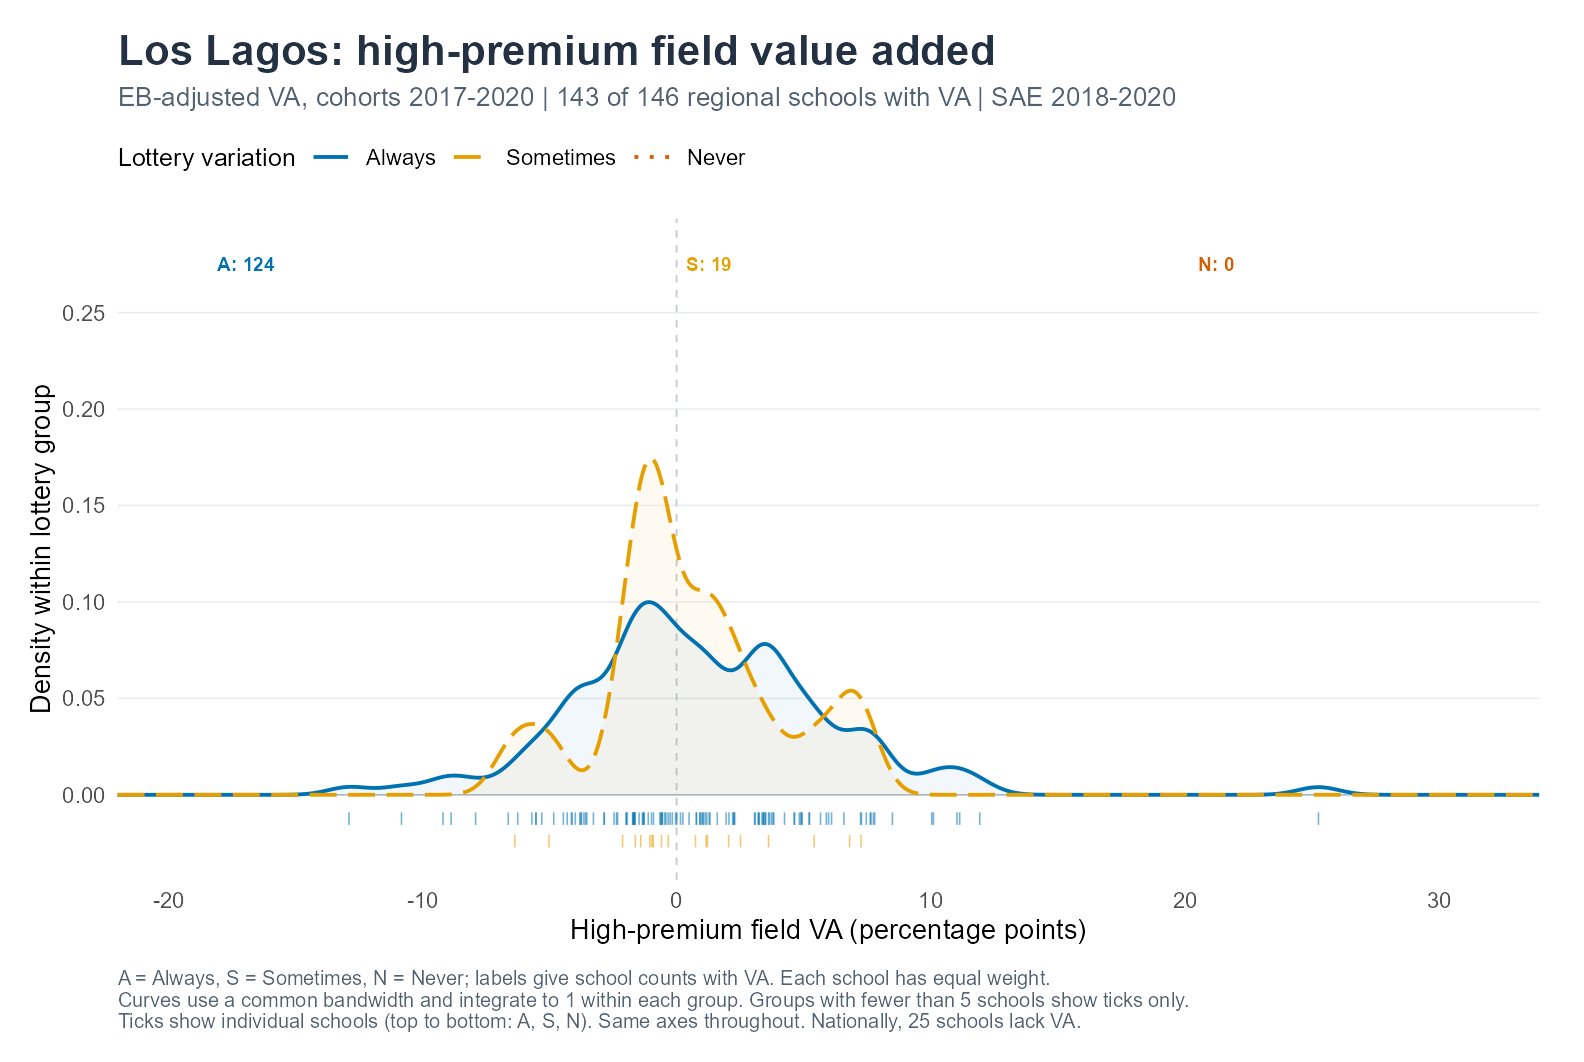 Los Lagos: high-premium field value added
EB-adjusted VA, cohorts 2017-2020 | 143 of 146 regional schools with VA | SAE 2018-2020
Lottery variation Always Sometimes Never
A: 124 S: 19 N: 0
0.25
0.20
0.15
0.10
0.05
0.00
Density within lottery group
-20 -10 0 10 20 30
High-premium field VA (percentage points)
A = Always, S = Sometimes, N = Never; labels give school counts with VA. Each school has equal weight.
Curves use a common bandwidth and integrate to 1 within each group. Groups with fewer than 5 schools show ticks only.
Ticks show individual schools (top to bottom: A, S, N). Same axes throughout. Nationally, 25 schools lack VA.